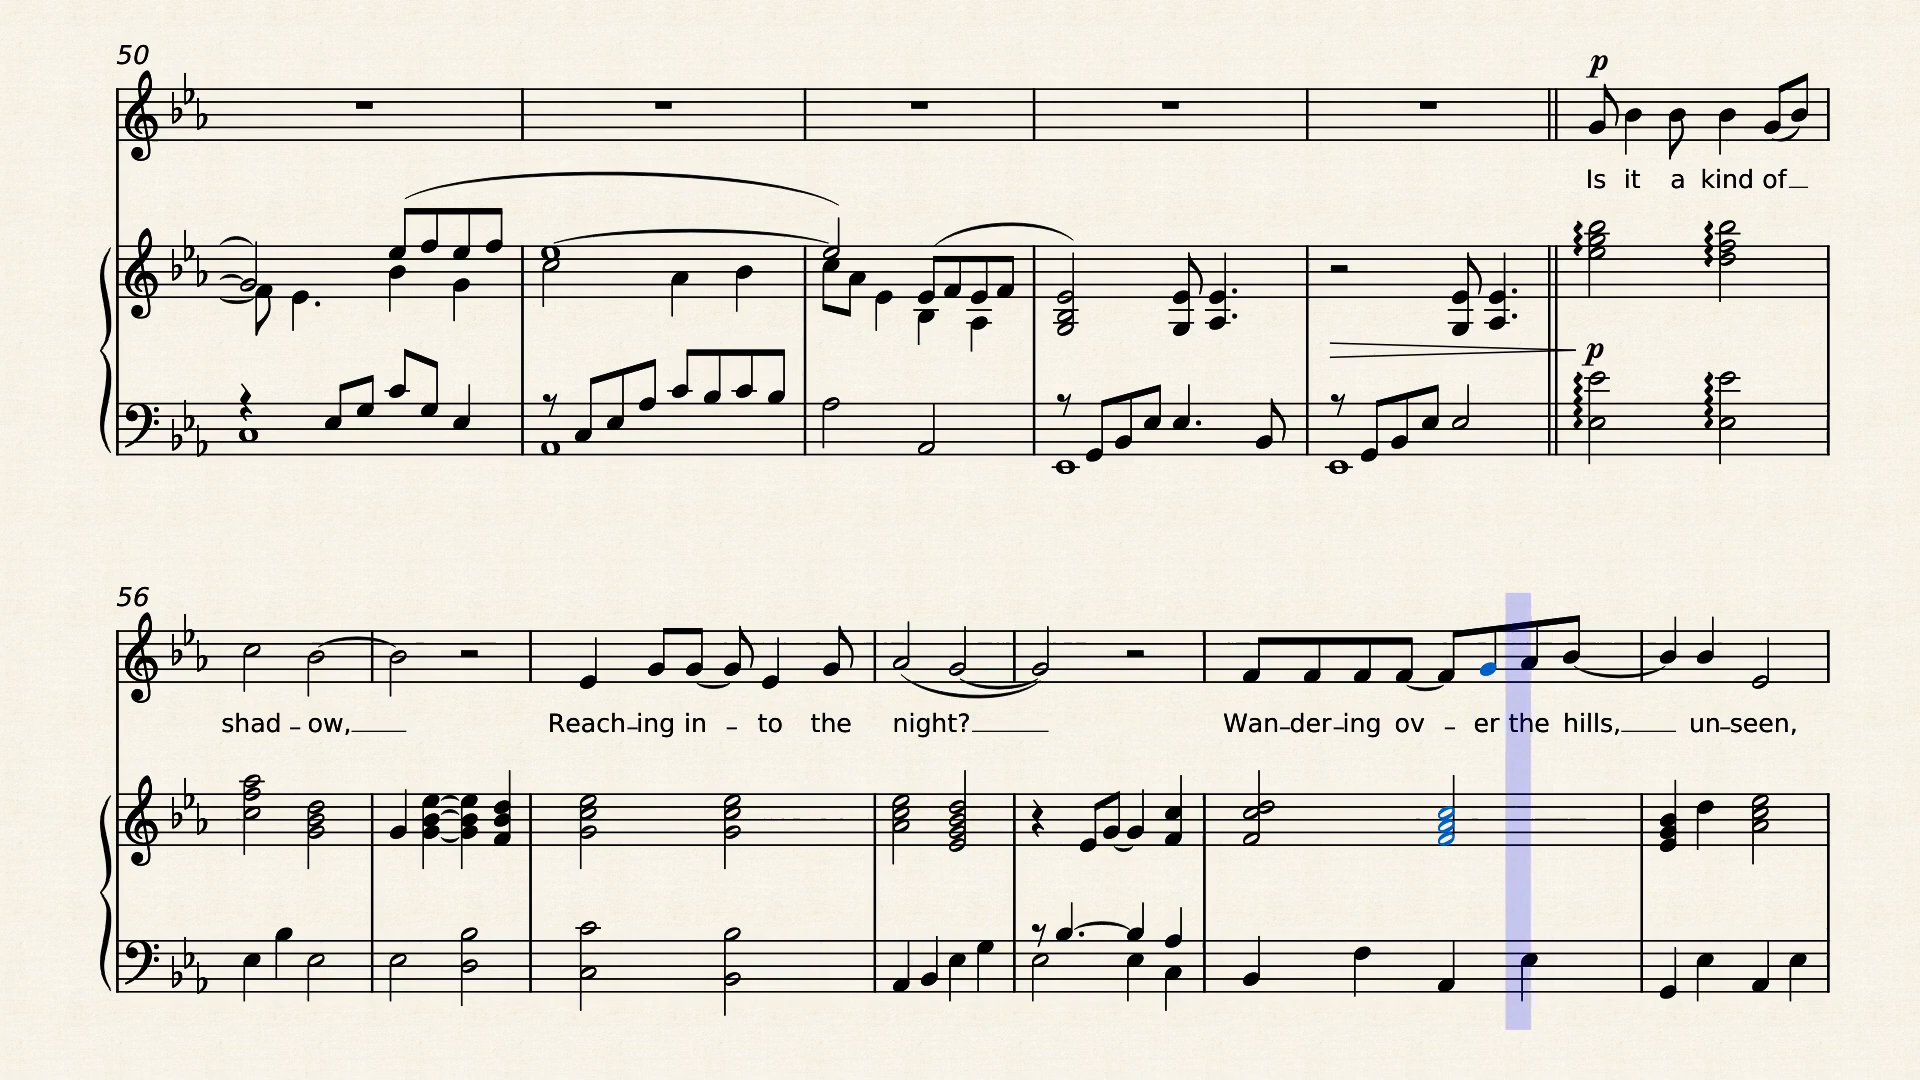 50
p
Is it a kind of
p
56
shad - ow, Reach-ing in - to the night? Wan-der-ing ov - er the hills, un-seen,